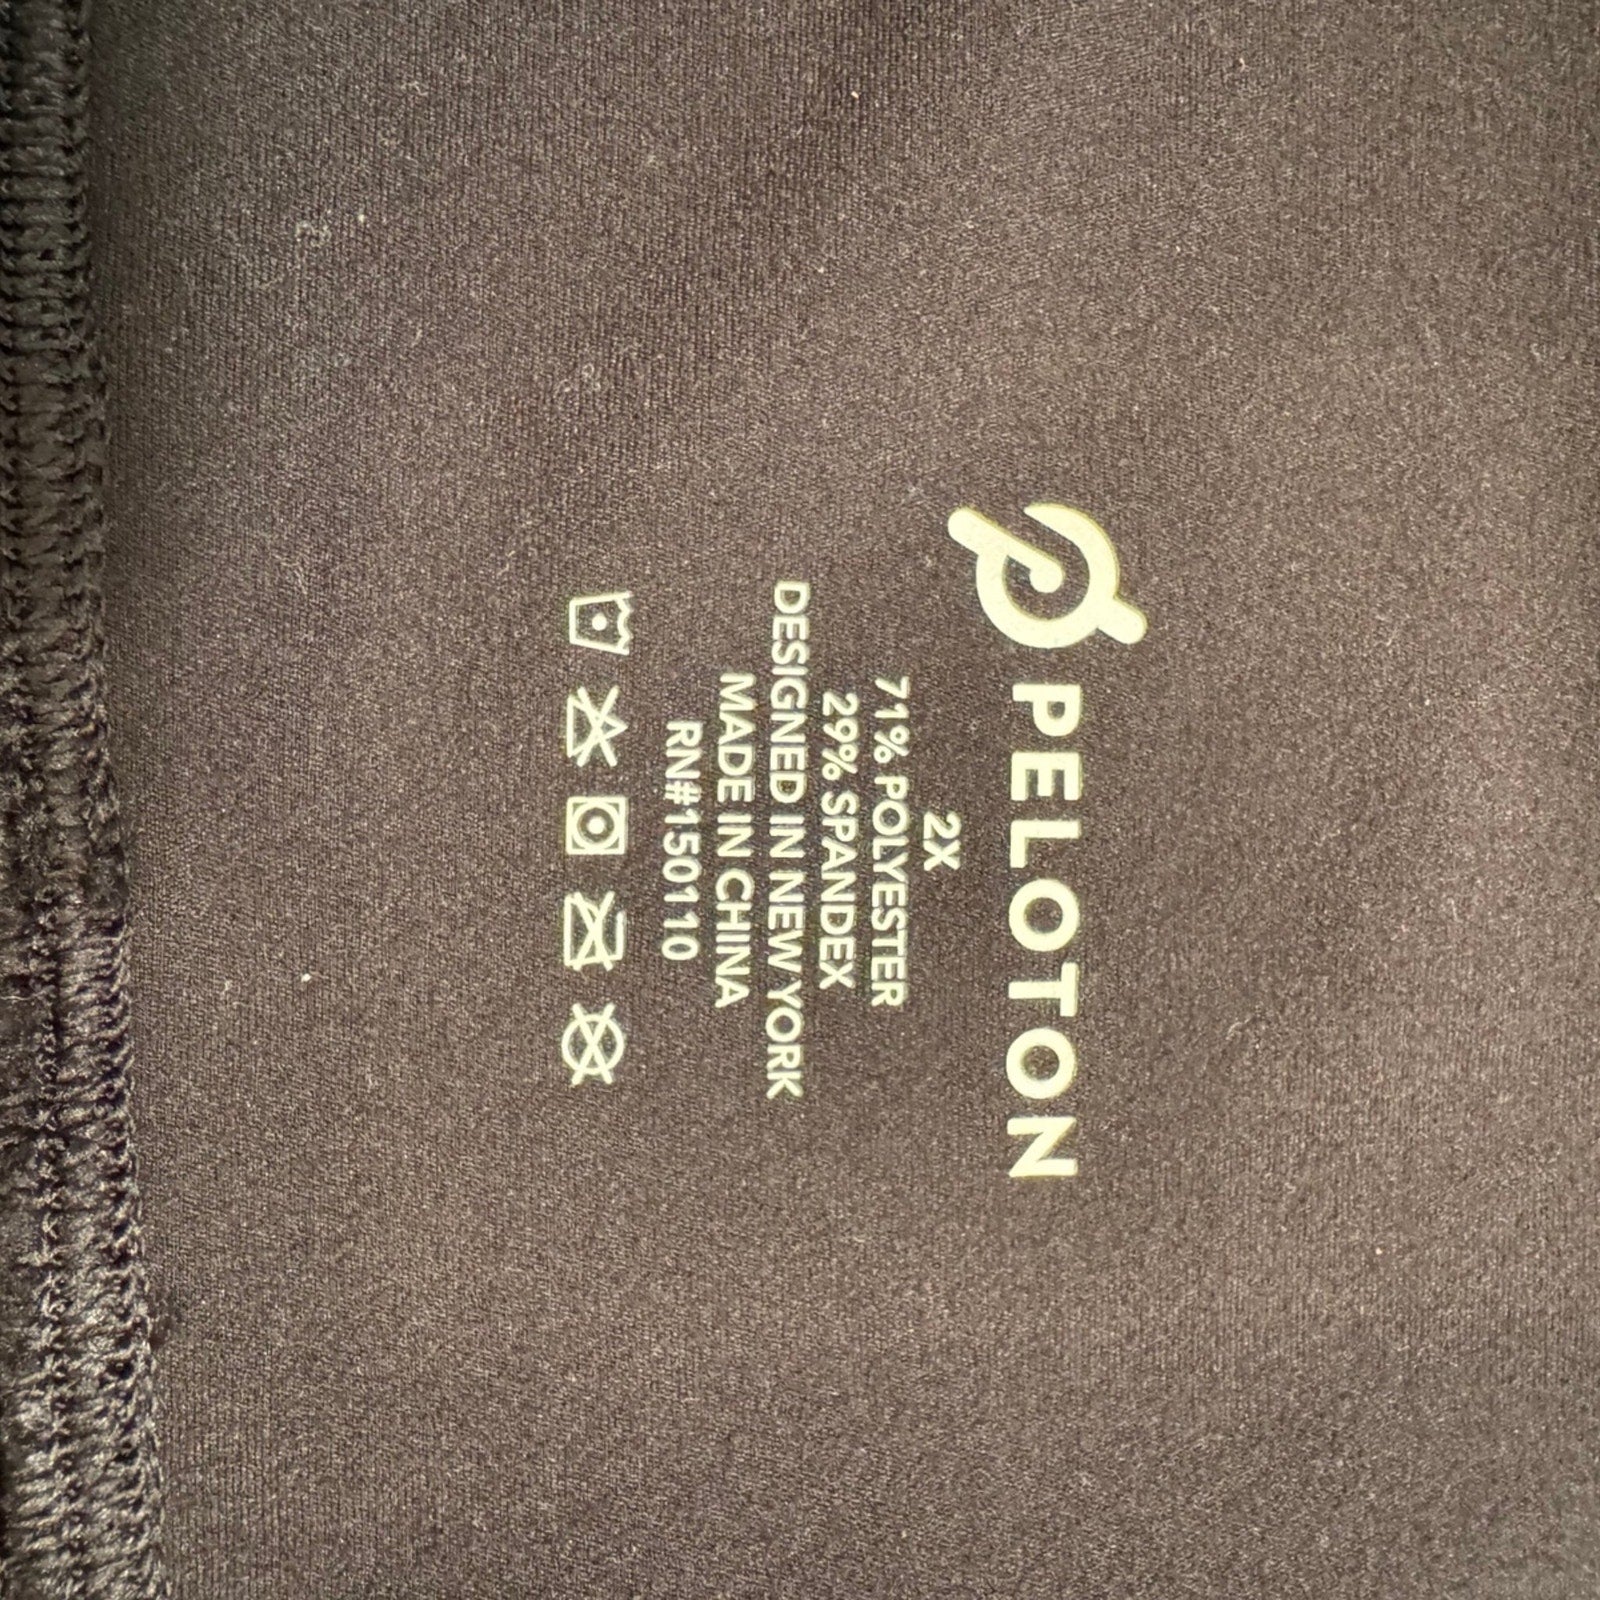 PELOTON
2X
71% POLYESTER
29% SPANDEX
DESIGNED IN NEW YORK
MADE IN CHINA
RN#150110